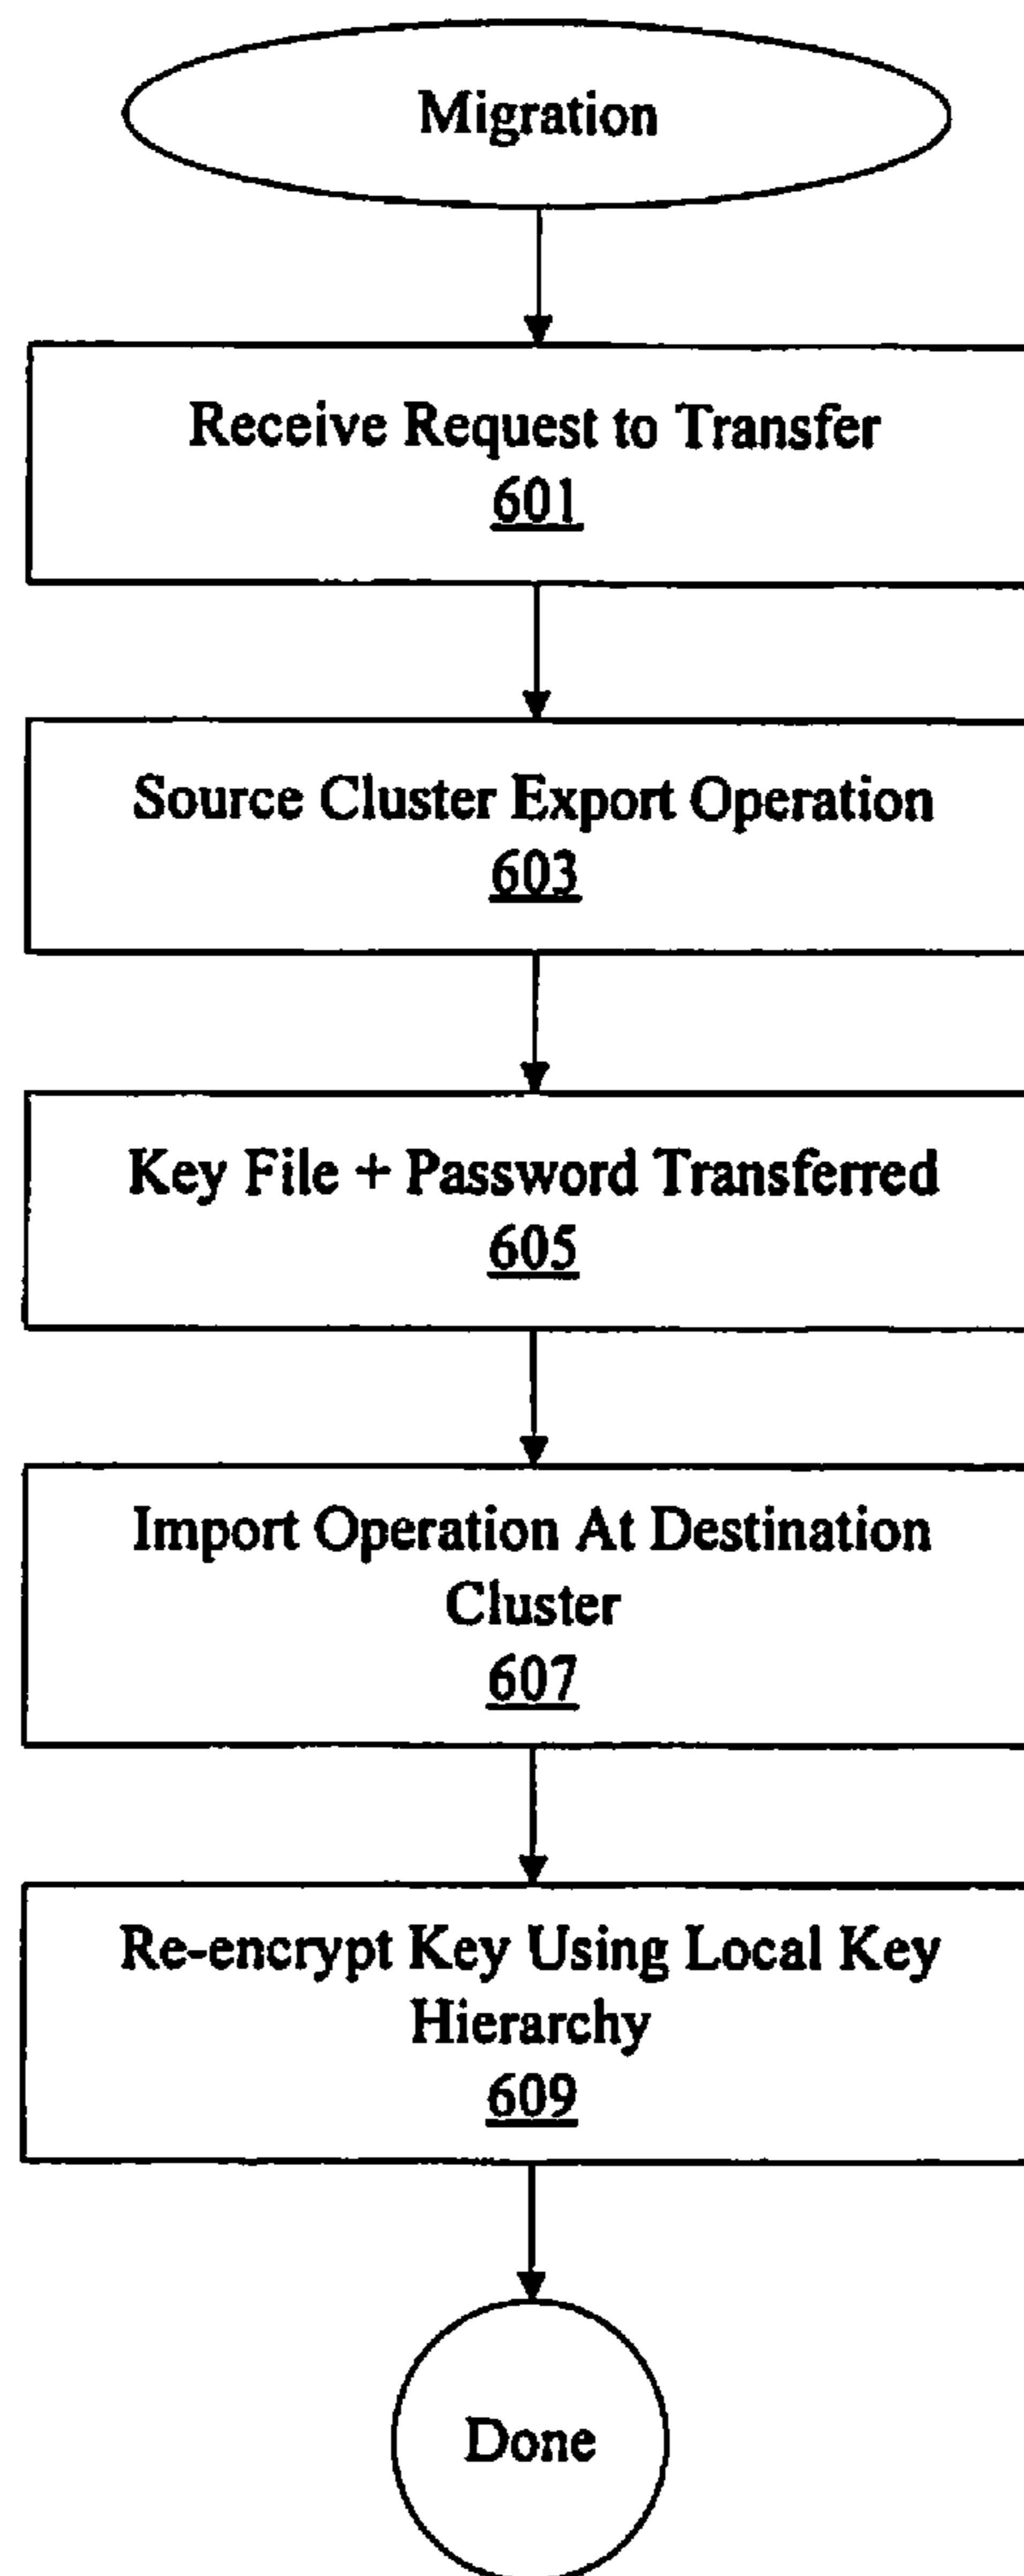 Migration
Receive Request to Transfer
601
Source Cluster Export Operation
603
Key File + Password Transferred
605
Import Operation At Destination
Cluster
607
Re-encrypt Key Using Local Key
Hierarchy
609
Done